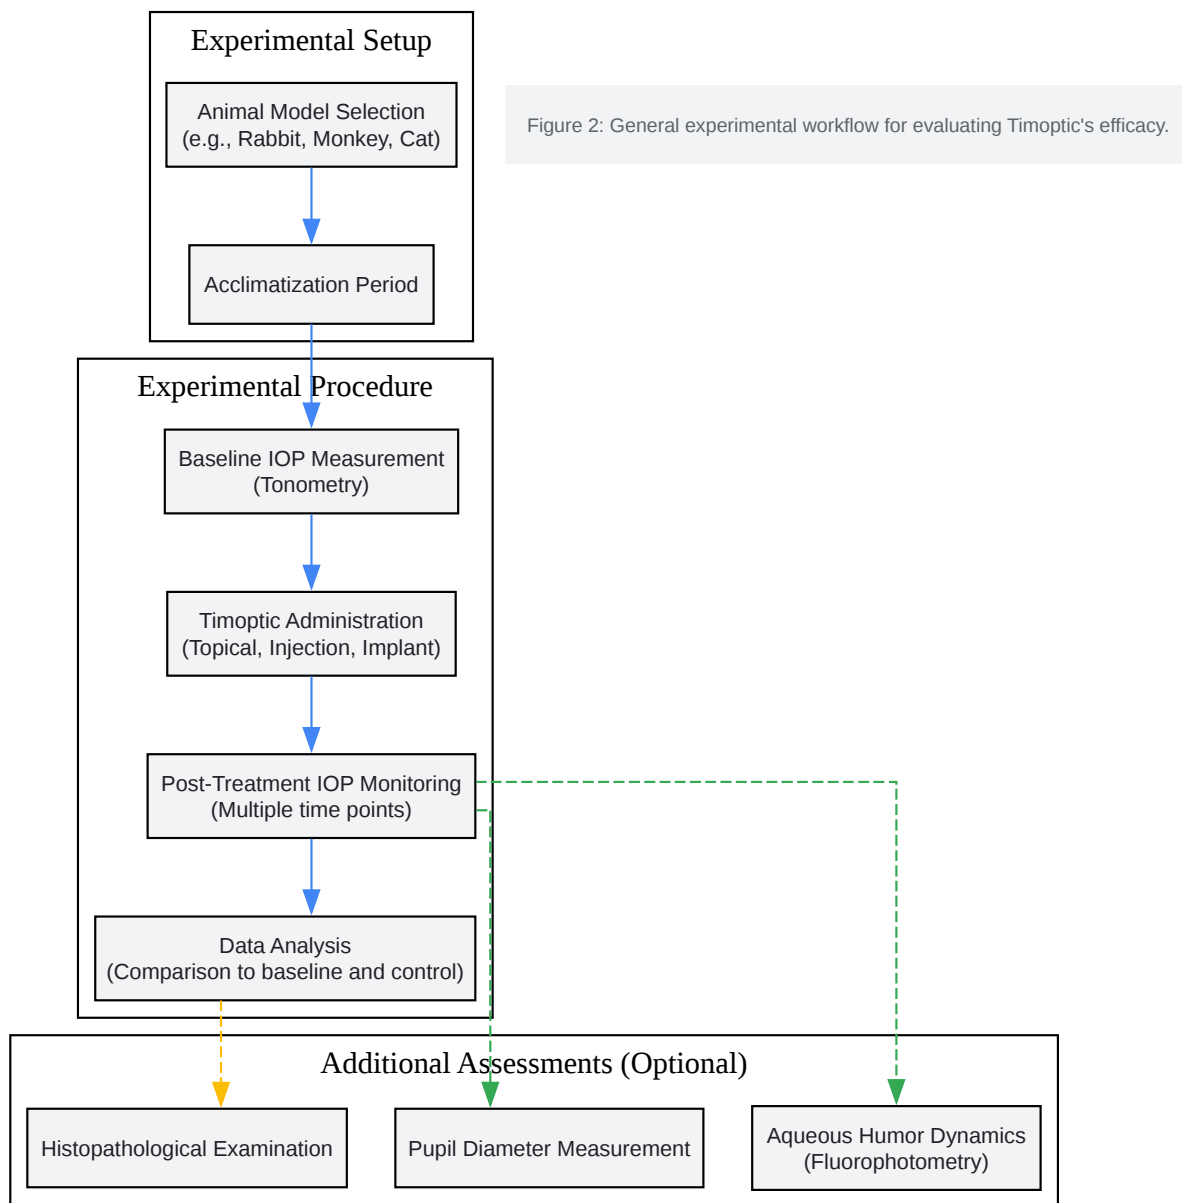 Experimental Setup
Animal Model Selection
(e.g., Rabbit, Monkey, Cat)
Figure 2: General experimental workflow for evaluating Timoptic's efficacy.
Acclimatization Period
Experimental Procedure
Baseline IOP Measurement
(Tonometry)
Timoptic Administration
(Topical, Injection, Implant)
Post-Treatment IOP Monitoring
(Multiple time points)
Data Analysis
(Comparison to baseline and control)
Additional Assessments (Optional)
Histopathological Examination
Pupil Diameter Measurement
Aqueous Humor Dynamics
(Fluorophotometry)